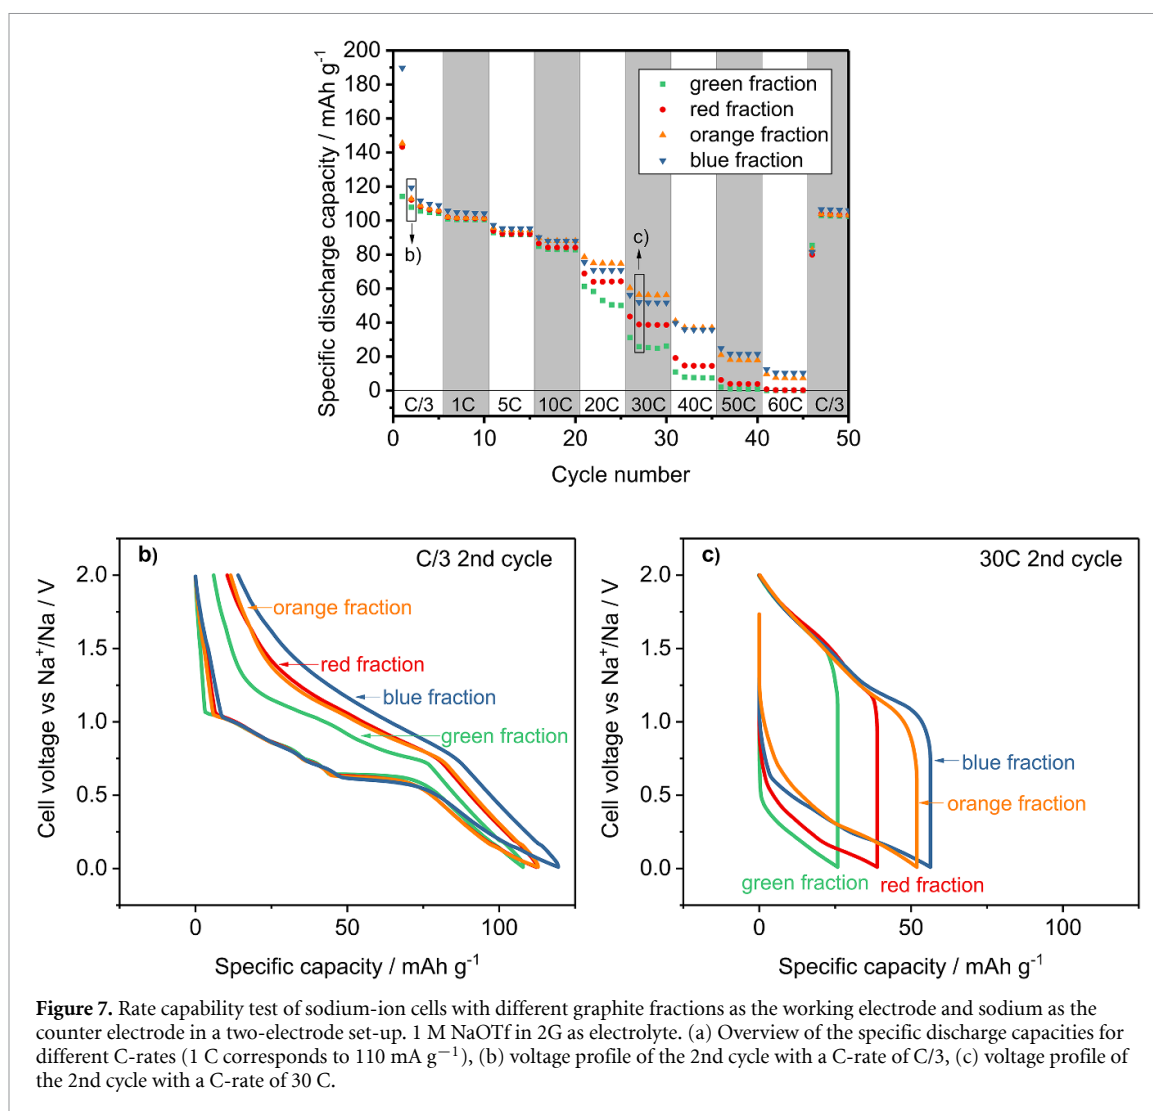 200
180
160
140
120
100
80
60
40
20
0
Specific discharge capacity / mAh g⁻¹
green fraction
red fraction
orange fraction
blue fraction
b)
c)
C/3 1C 5C 10C 20C 30C 40C 50C 60C C/3
0 10 20 30 40 50
Cycle number
b) C/3 2nd cycle
2.0
1.5
1.0
0.5
0.0
Cell voltage vs Na⁺/Na / V
orange fraction
red fraction
blue fraction
green fraction
0 50 100
Specific capacity / mAh g⁻¹
c) 30C 2nd cycle
2.0
1.5
1.0
0.5
0.0
Cell voltage vs Na⁺/Na / V
blue fraction
orange fraction
green fraction red fraction
0 50 100
Specific capacity / mAh g⁻¹
Figure 7. Rate capability test of sodium-ion cells with different graphite fractions as the working electrode and sodium as the
counter electrode in a two-electrode set-up. 1 M NaOTf in 2G as electrolyte. (a) Overview of the specific discharge capacities for
different C-rates (1 C corresponds to 110 mA g⁻¹), (b) voltage profile of the 2nd cycle with a C-rate of C/3, (c) voltage profile of
the 2nd cycle with a C-rate of 30 C.